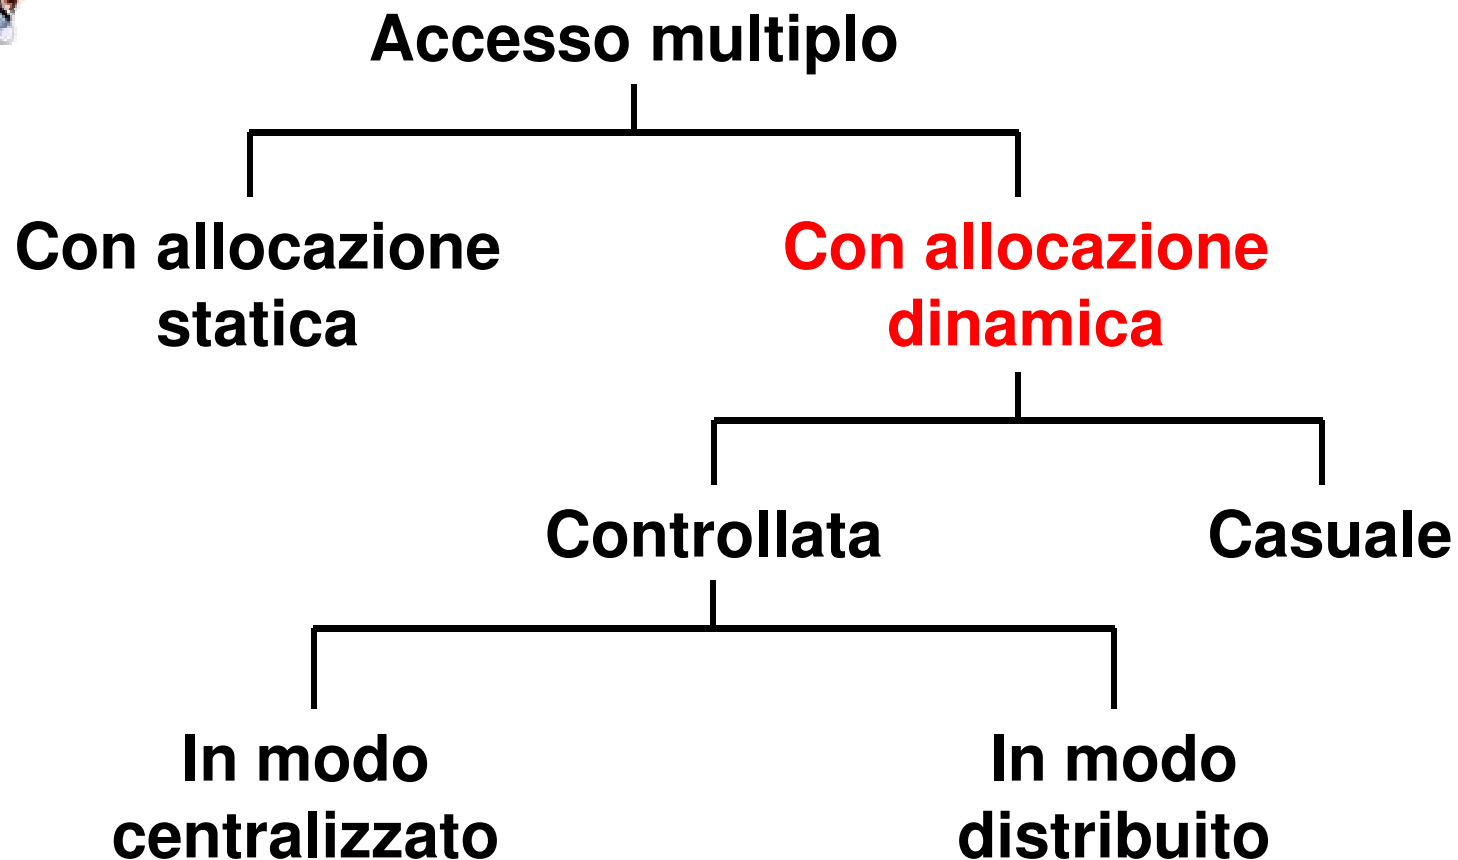 Accesso multiplo
Con allocazione
statica
Con allocazione
dinamica
Controllata
Casuale
In modo
centralizzato
In modo
distribuito